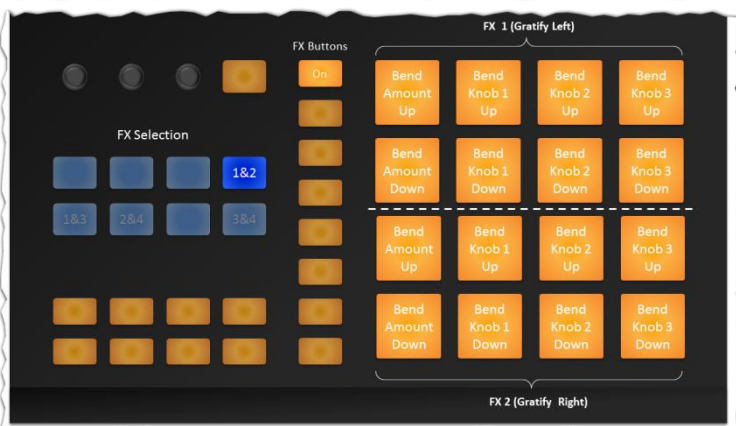 FX 1 (Gratify Left)
FX Buttons
On
Bend Amount Up
Bend Knob 1 Up
Bend Knob 2 Up
Bend Knob 3 Up
FX Selection
Bend Amount Down
Bend Knob 1 Down
Bend Knob 2 Down
Bend Knob 3 Down
1&2
1&3
2&4
3&4
Bend Amount Up
Bend Knob 1 Up
Bend Knob 2 Up
Bend Knob 3 Up
Bend Amount Down
Bend Knob 1 Down
Bend Knob 2 Down
Bend Knob 3 Down
FX 2 (Gratify Right)